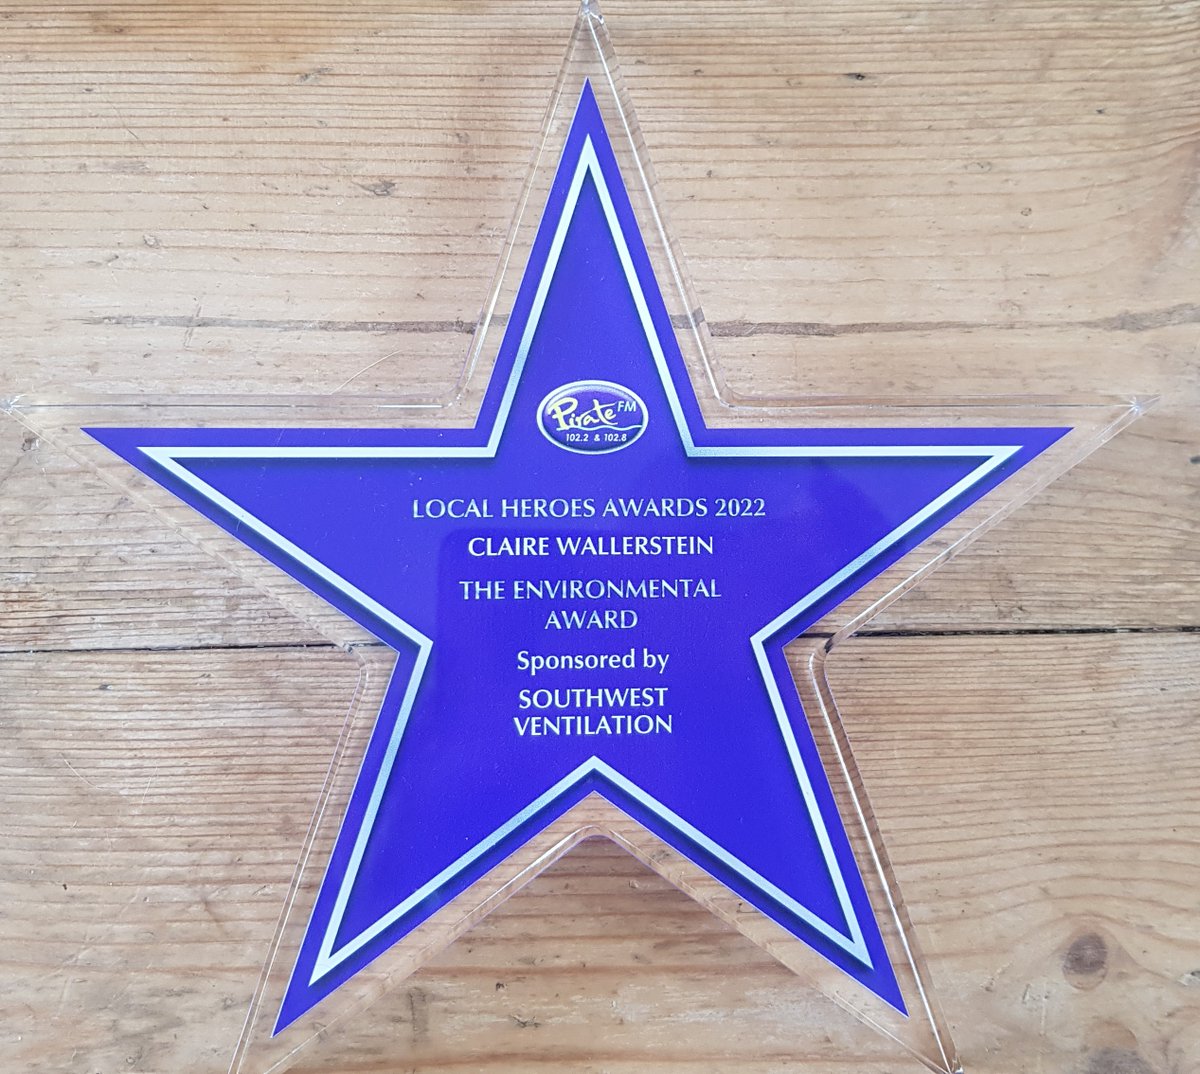 Pirate FM
102.2 & 102.8
LOCAL HEROES AWARDS 2022
CLAIRE WALLERSTEIN
THE ENVIRONMENTAL
AWARD
Sponsored by
SOUTHWEST
VENTILATION